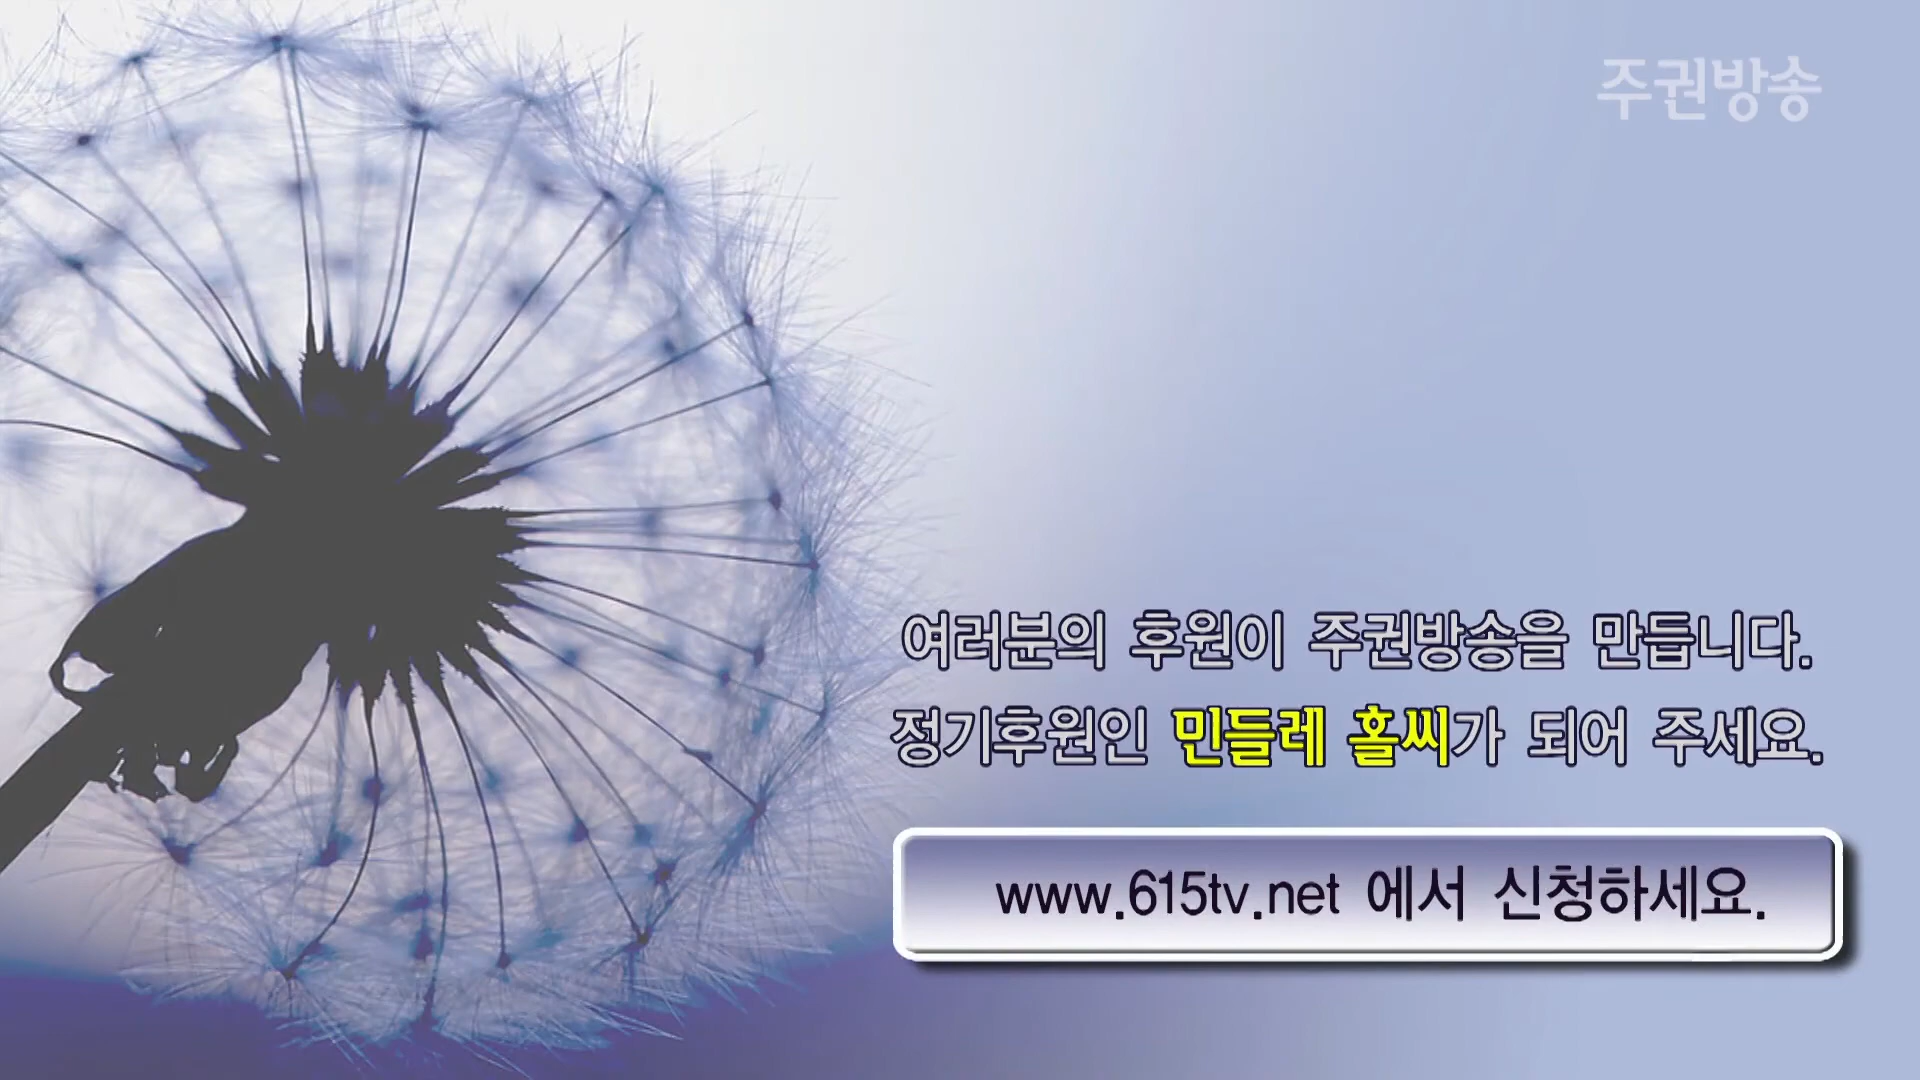 주권방송
여러분의 후원이 주권방송을 만듭니다.
정기후원인 민들레 홀씨가 되어 주세요.
www.615tv.net 에서 신청하세요.